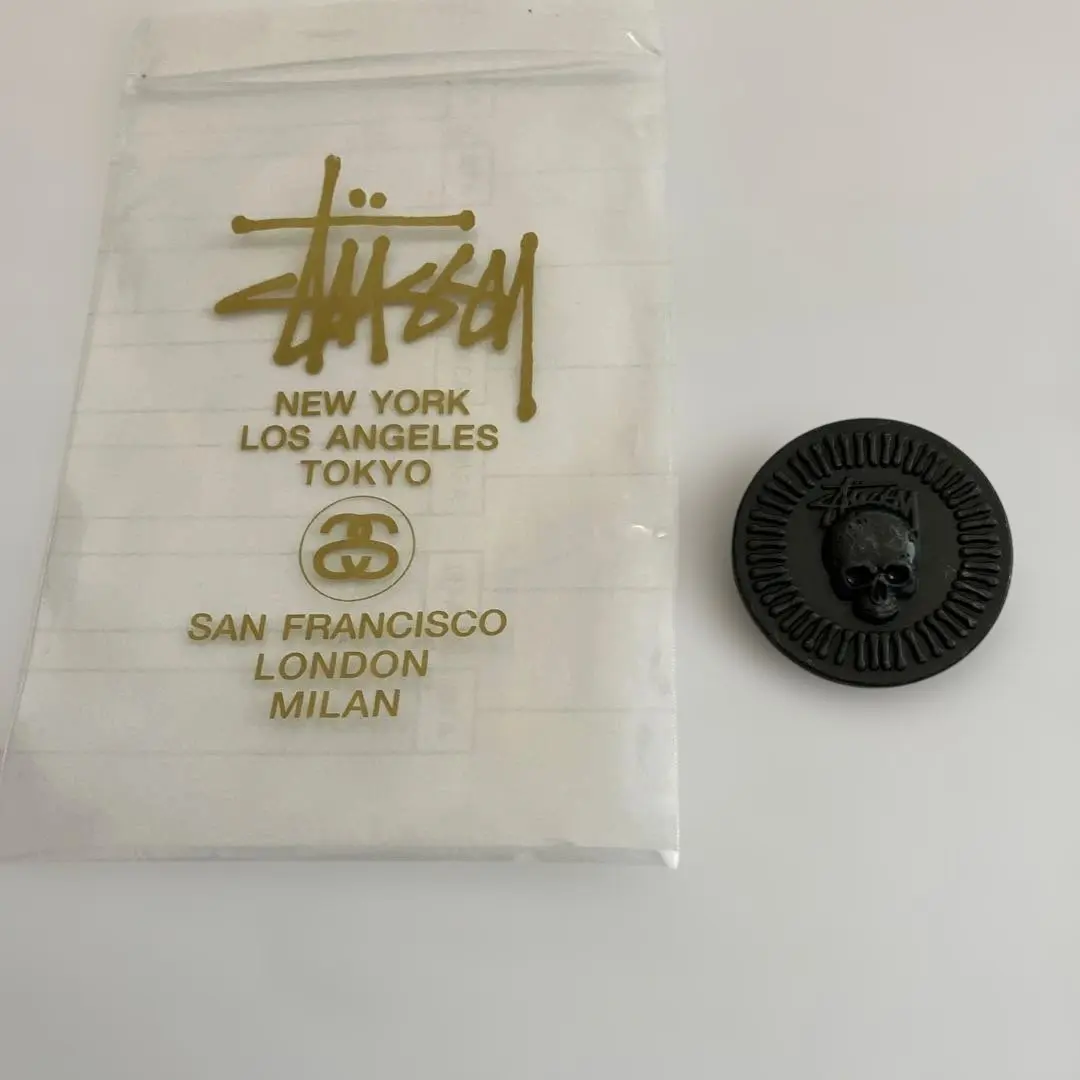 Stüssy
NEW YORK
LOS ANGELES
TOKYO
SAN FRANCISCO
LONDON
MILAN
Stüssy